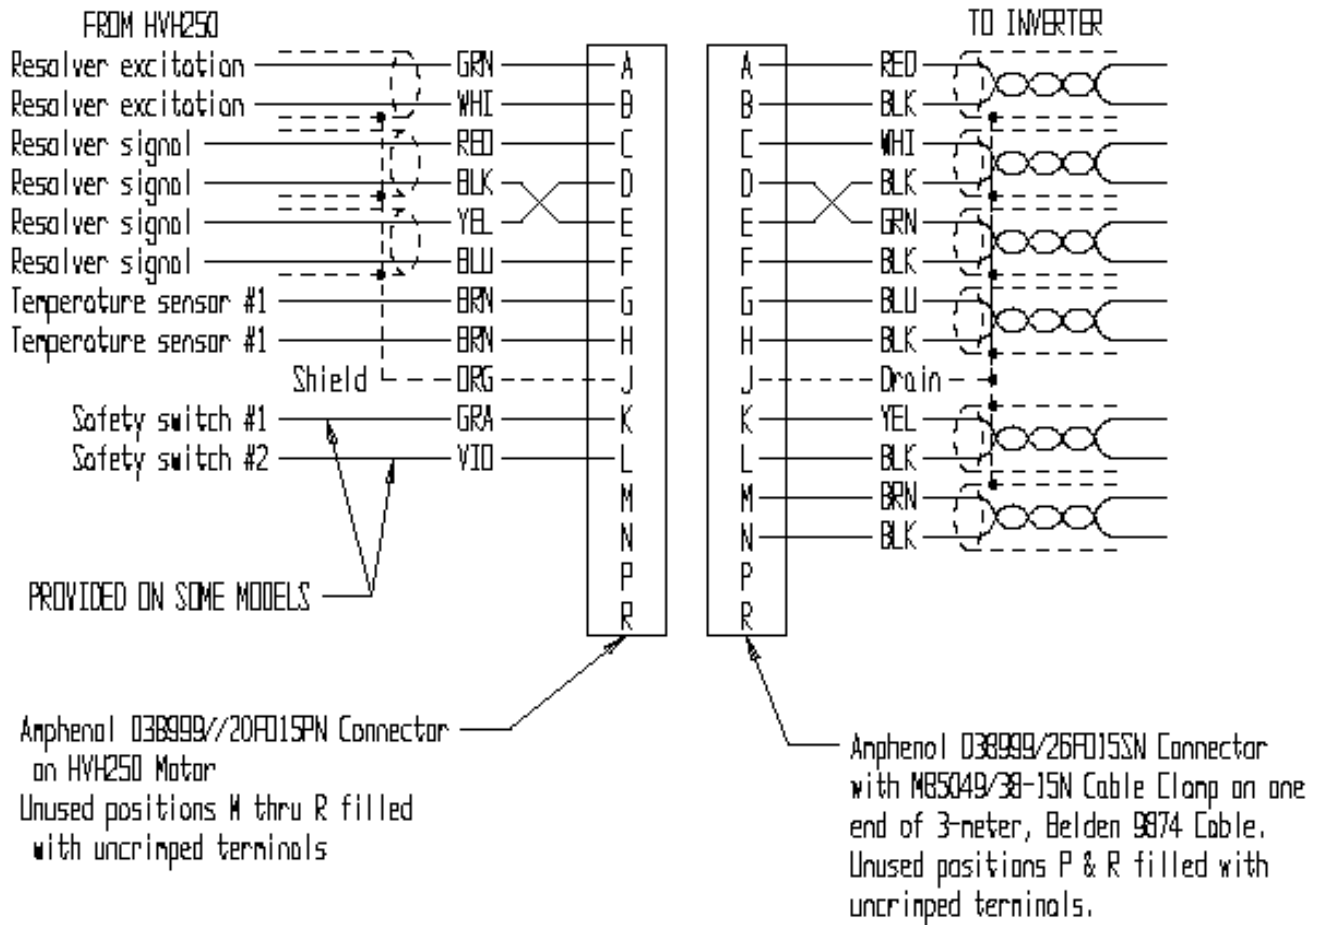 FROM HVH250
TO INVERTER
Resolver excitation GRN A A RED
Resolver excitation WHI B B BLK
Resolver signal RED C C WHI
Resolver signal BLK D D BLK
Resolver signal YEL E E GRN
Resolver signal BLU F F BLK
Temperature sensor #1 BRN G G BLU
Temperature sensor #1 BRN H H BLK
Shield ORG J J Drain
Safety switch #1 GRA K K YEL
Safety switch #2 VIO L L BLK
M M BRN
N N BLK
P P
R R
PROVIDED ON SOME MODELS
Amphenol D38999//20FD15PN Connector
on HVH250 Motor
Unused positions M thru R filled
with uncrimped terminals
Amphenol D38999/26FD15SN Connector
with M85049/38-15N Cable Clamp on one
end of 3-meter, Belden 9874 Cable.
Unused positions P & R filled with
uncrimped terminals.